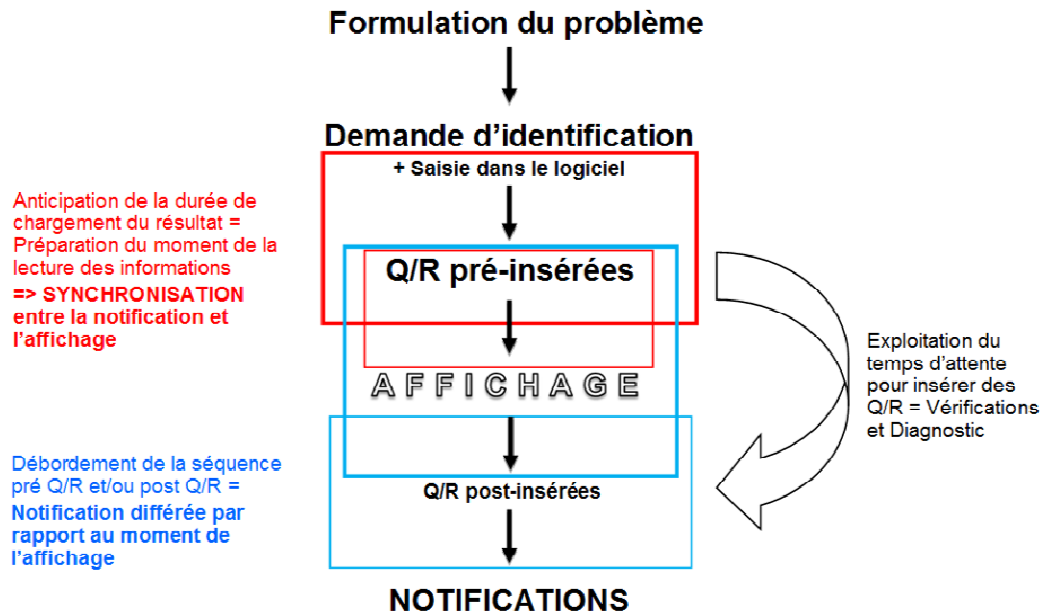 Formulation du problème
Demande d'identification
+ Saisie dans le logiciel
Anticipation de la durée de
chargement du résultat =
Préparation du moment de la
lecture des informations
=> SYNCHRONISATION
entre la notification et
l'affichage
Q/R pré-insérées
AFFICHAGE
Exploitation du
temps d'attente
pour insérer des
Q/R = Vérifications
et Diagnostic
Débordement de la séquence
pré Q/R et/ou post Q/R =
Notification différée par
rapport au moment de
l'affichage
Q/R post-insérées
NOTIFICATIONS